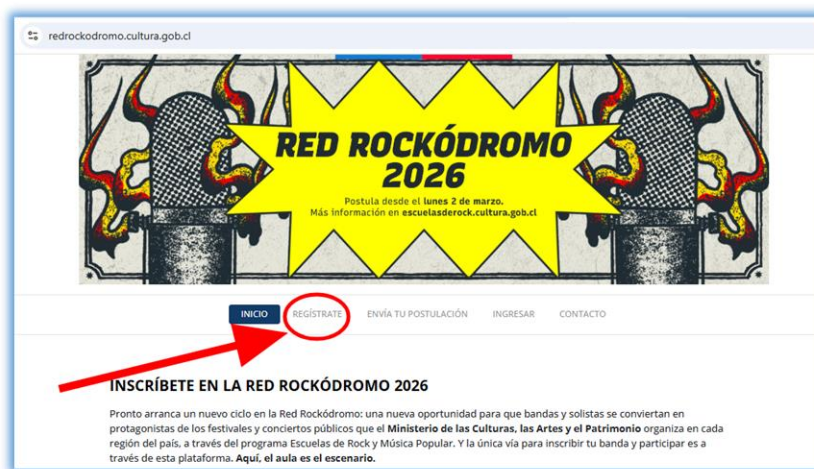 redrockodromo.cultura.gob.cl
RED ROCKÓDROMO
2026
Postula desde el lunes 2 de marzo.
Más información en escuelasderock.cultura.gob.cl
INICIO REGÍSTRATE ENVÍA TU POSTULACIÓN INGRESAR CONTACTO
INSCRÍBETE EN LA RED ROCKÓDROMO 2026
Pronto arranca un nuevo ciclo en la Red Rockódromo: una nueva oportunidad para que bandas y solistas se conviertan en
protagonistas de los festivales y conciertos públicos que el Ministerio de las Culturas, las Artes y el Patrimonio organiza en cada
región del país, a través del programa Escuelas de Rock y Música Popular. Y la única vía para inscribir tu banda y participar es a
través de esta plataforma. Aquí, el aula es el escenario.